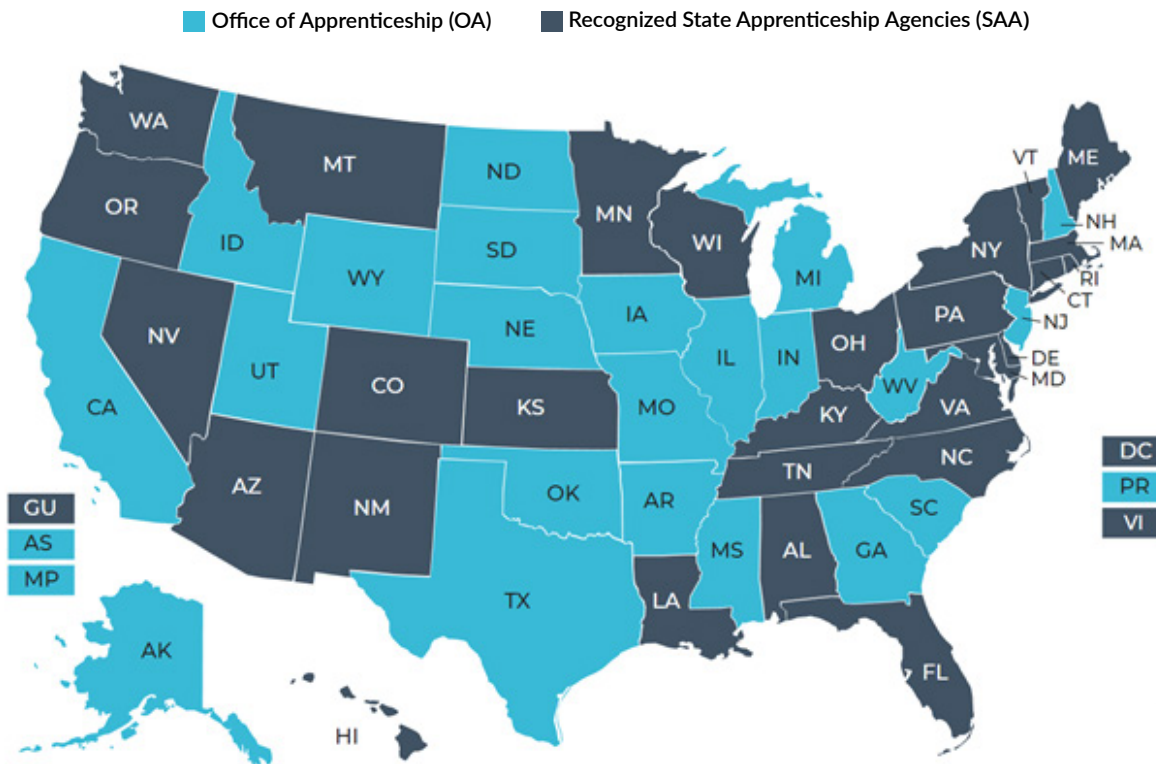 Office of Apprenticeship (OA)
Recognized State Apprenticeship Agencies (SAA)
WA
MT
ND
MN
VT
ME
OR
ID
SD
WI
NY
NH
MA
WY
MI
RI
CT
NV
NE
IA
PA
NJ
UT
CO
IL
IN
OH
DE
MD
CA
KS
MO
WV
VA
KY
AZ
NM
OK
AR
TN
NC
DC
GU
SC
PR
AS
MS
AL
GA
VI
MP
TX
LA
AK
FL
HI